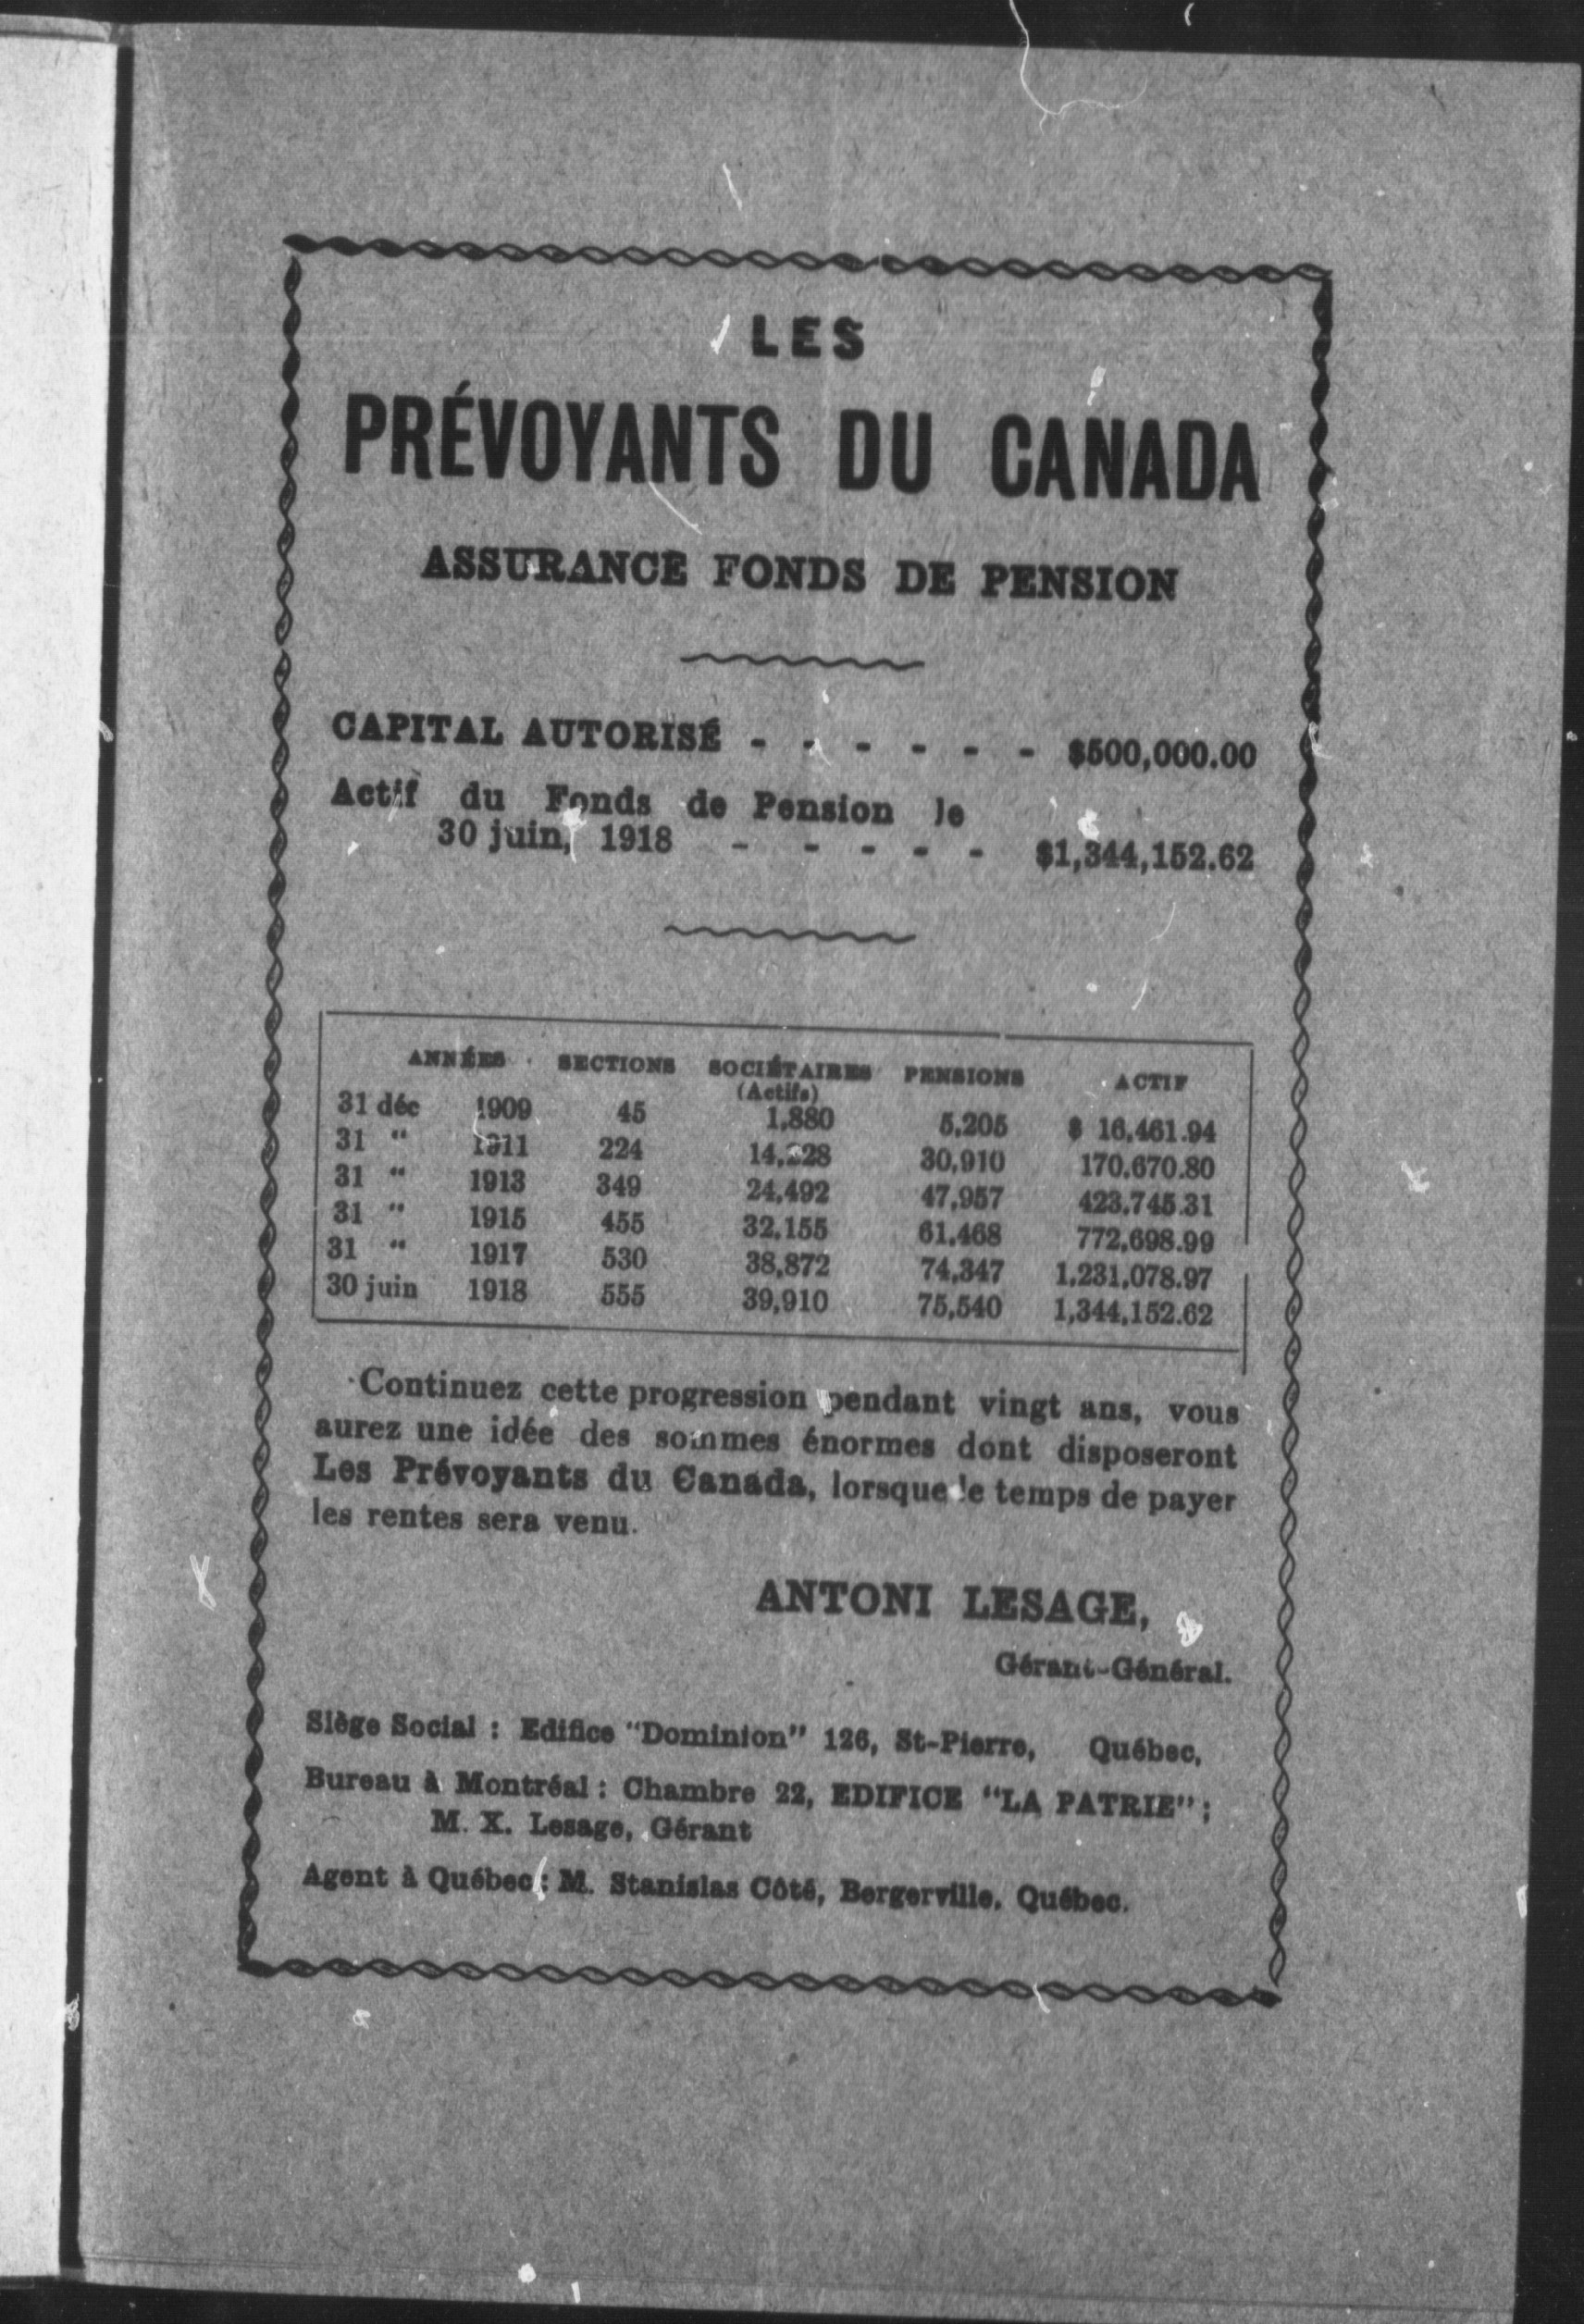 LES
PRÉVOYANTS DU CANADA
ASSURANCE FONDS DE PENSION
CAPITAL AUTORISÉ - - - - - - $500,000.00
Actif du Fonds de Pension le
30 juin, 1918 - - - - - $1,344,152.62
ANNÉES SECTIONS SOCIÉTAIRES PENSIONS ACTIF
(Actifs)
31 déc 1909 45 1,880 5,205 $ 16,461.94
31 " 1911 224 14,228 30,910 170,670.80
31 " 1913 349 24,492 47,957 423,745.31
31 " 1915 455 32,155 61,468 772,698.99
31 " 1917 530 38,872 74,347 1,231,078.97
30 juin 1918 555 39,910 75,540 1,344,152.62
Continuez cette progression pendant vingt ans, vous
aurez une idée des sommes énormes dont disposeront
Les Prévoyants du Canada, lorsque le temps de payer
les rentes sera venu.
ANTONI LESAGE,
Gérant-Général.
Siège Social : Edifice "Dominion" 126, St-Pierre, Québec,
Bureau à Montréal : Chambre 22, EDIFICE "LA PATRIE" ;
M. X. Lesage, Gérant
Agent à Québec : M. Stanislas Côté, Bergerville, Québec.